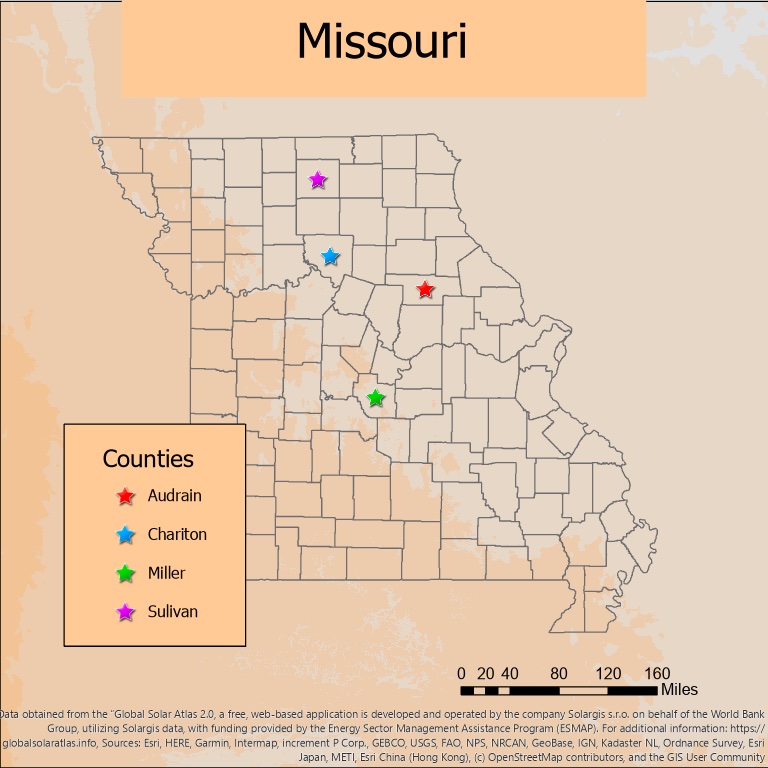 Missouri
Counties
Audrain
Chariton
Miller
Sulivan
0 20 40 80 120 160
Miles
Data obtained from the "Global Solar Atlas 2.0, a free, web-based application is developed and operated by the company Solargis s.r.o. on behalf of the World Bank
Group, utilizing Solargis data, with funding provided by the Energy Sector Management Assistance Program (ESMAP). For additional information: https://
globalsolaratlas.info, Sources: Esri, HERE, Garmin, Intermap, increment P Corp., GEBCO, USGS, FAO, NPS, NRCAN, GeoBase, IGN, Kadaster NL, Ordnance Survey, Esri
Japan, METI, Esri China (Hong Kong), (c) OpenStreetMap contributors, and the GIS User Community